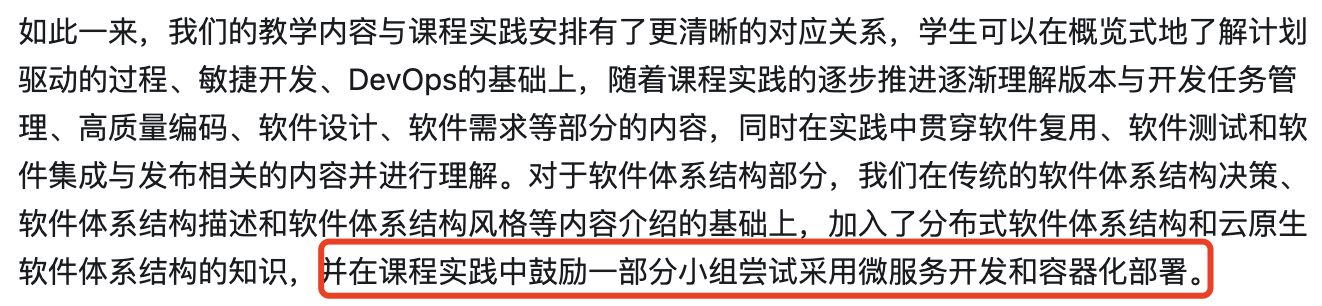 如此一来，我们的教学内容与课程实践安排有了更清晰的对应关系，学生可以在概览式地了解计划
驱动的过程、敏捷开发、DevOps的基础上，随着课程实践的逐步推进逐渐理解版本与开发任务管
理、高质量编码、软件设计、软件需求等部分的内容，同时在实践中贯穿软件复用、软件测试和软
件集成与发布相关的内容并进行理解。对于软件体系结构部分，我们在传统的软件体系结构决策、
软件体系结构描述和软件体系结构风格等内容介绍的基础上，加入了分布式软件体系结构和云原生
软件体系结构的知识，并在课程实践中鼓励一部分小组尝试采用微服务开发和容器化部署。